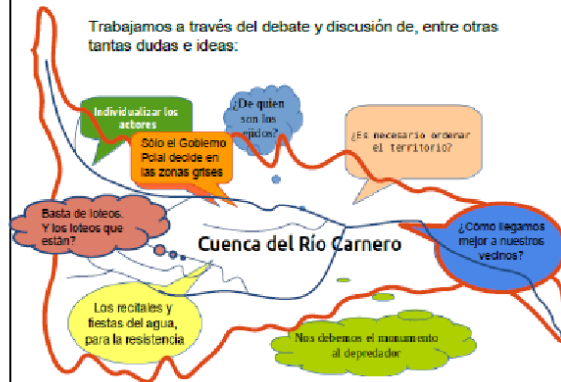 Trabajamos a través del debate y discusión de, entre otras
tantas dudas e ideas:
Individualizar los
actores
¿De quien
son los
ejidos?
¿Es necesario ordenar
el territorio?
Sólo el Gobierno
Pcial decide en
las zonas grises
Basta de loteos.
Y los loteos que
están?
Cuenca del Río Carnero
¿Cómo llegamos
mejor a nuestros
vecinos?
Los recitales y
fiestas del agua,
para la resistencia
Nos debemos el monumento
al depredador